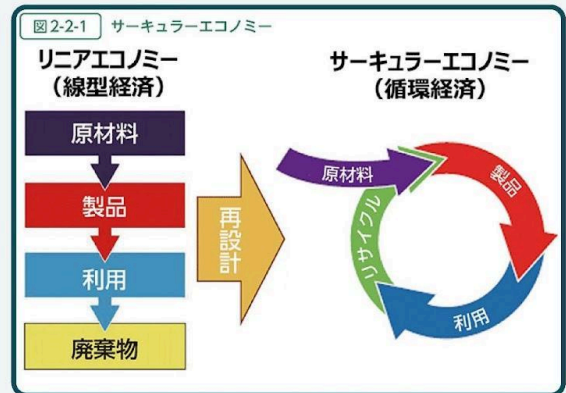 図2-2-1 サーキュラーエコノミー
リニアエコノミー
(線型経済)
原材料
製品
利用
廃棄物
再設計
サーキュラーエコノミー
(循環経済)
原材料
製品
利用
リサイクル